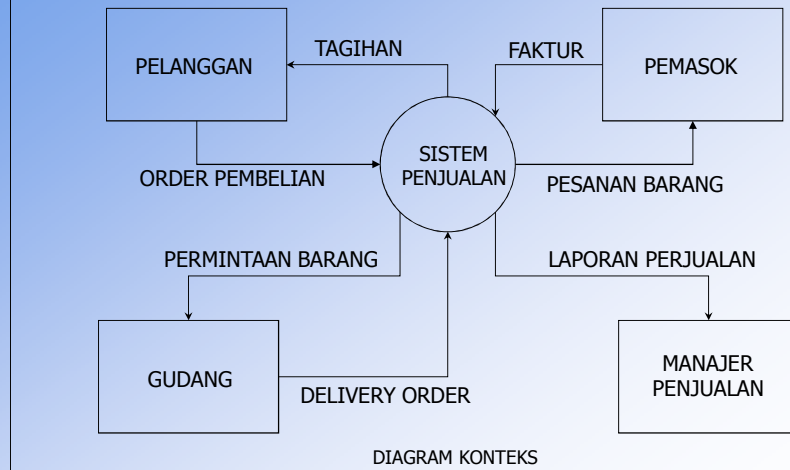 PELANGGAN
TAGIHAN
FAKTUR
PEMASOK
ORDER PEMBELIAN
SISTEM
PENJUALAN
PESANAN BARANG
PERMINTAAN BARANG
LAPORAN PERJUALAN
GUDANG
DELIVERY ORDER
MANAJER
PENJUALAN
DIAGRAM KONTEKS